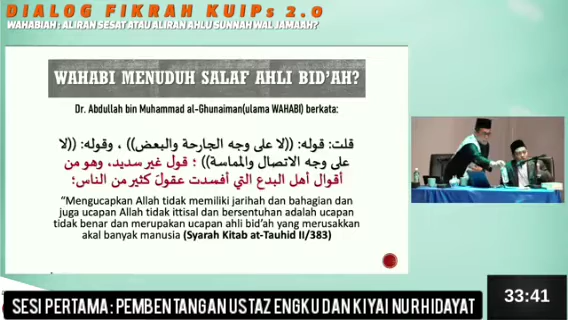 DIALOG FIKRAH KUIPs 2.0
WAHABIAH : ALIRAN SESAT ATAU ALIRAN AHLU SUNNAH WAL JAMAAH?
WAHABI MENUDUH SALAF AHLI BID'AH?
Dr. Abdullah bin Muhammad al-Ghunaiman(ulama WAHABI) berkata:
قلت: قوله: ((لا على وجه الجارحة والبعض)) ، وقوله: ((لا
على وجه الاتصال والمماسة)) ؛ قول غير سديد، وهو من
أقوال أهل البدع التي أفسدت عقولَ كثير من الناس؛
"Mengucapkan Allah tidak memiliki jarihah dan bahagian dan
juga ucapan Allah tidak ittisal dan bersentuhan adalah ucapan
tidak benar dan merupakan ucapan ahli bid'ah yang merusakkan
akal banyak manusia (Syarah Kitab at-Tauhid II/383)
SESI PERTAMA : PEMBENTANGAN USTAZ ENGKU DAN KIYAI NURHIDAYAT
33:41